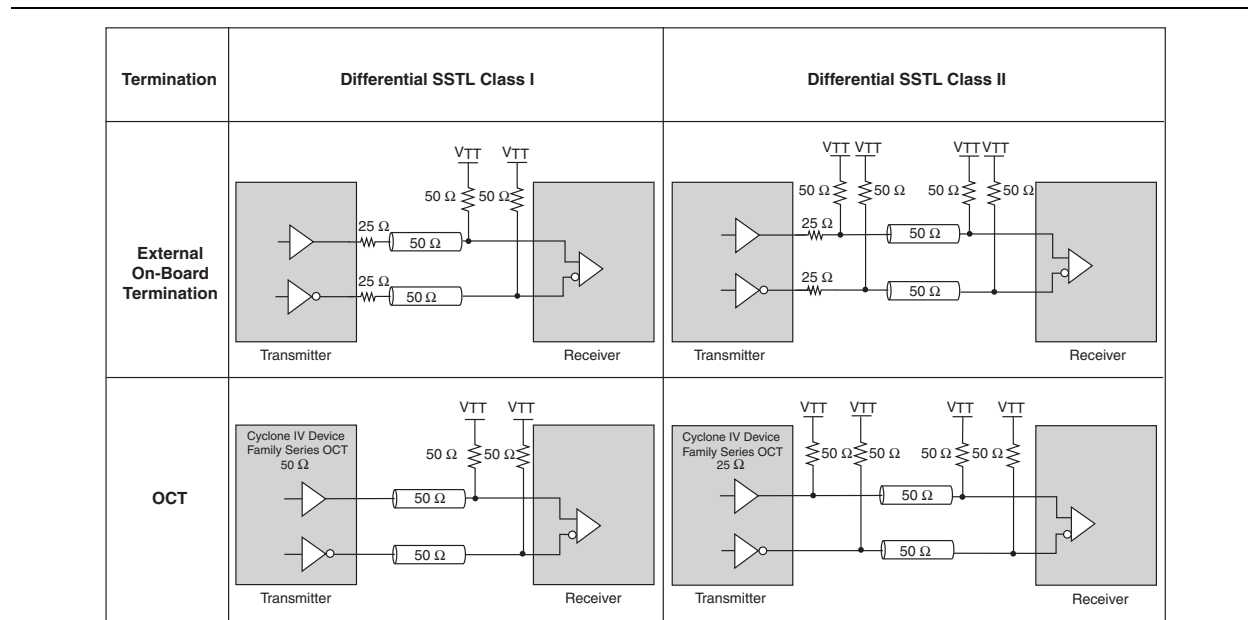 Termination
Differential SSTL Class I
Differential SSTL Class II
External
On-Board
Termination
VTT VTT
50 Ω 50 Ω
25 Ω
50 Ω
25 Ω
50 Ω
Transmitter
Receiver
VTT VTT VTT VTT
50 Ω 50 Ω 50 Ω 50 Ω
25 Ω
50 Ω
25 Ω
50 Ω
Transmitter
Receiver
OCT
Cyclone IV Device
Family Series OCT
50 Ω
VTT VTT
50 Ω 50 Ω
50 Ω
50 Ω
Transmitter
Receiver
Cyclone IV Device
Family Series OCT
25 Ω
VTT VTT VTT VTT
50 Ω 50 Ω 50 Ω 50 Ω
50 Ω
50 Ω
Transmitter
Receiver